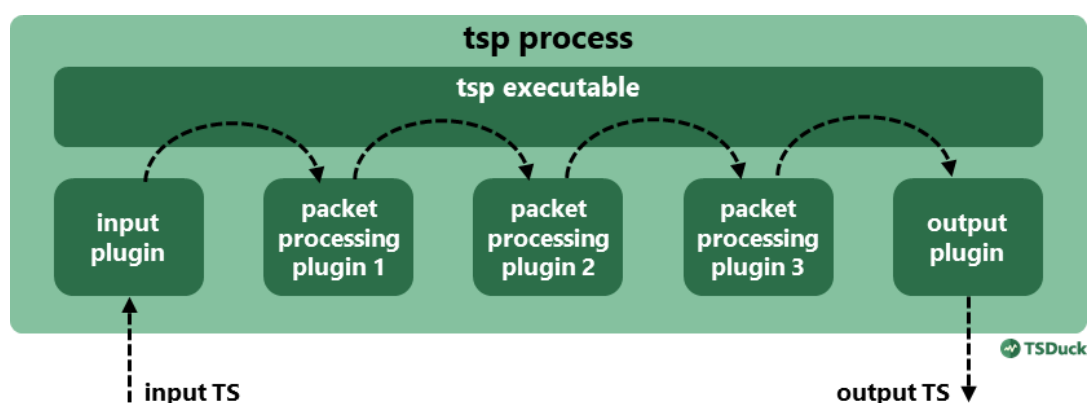 tsp process
tsp executable
input
plugin
packet
processing
plugin 1
packet
processing
plugin 2
packet
processing
plugin 3
output
plugin
TSDuck
input TS
output TS